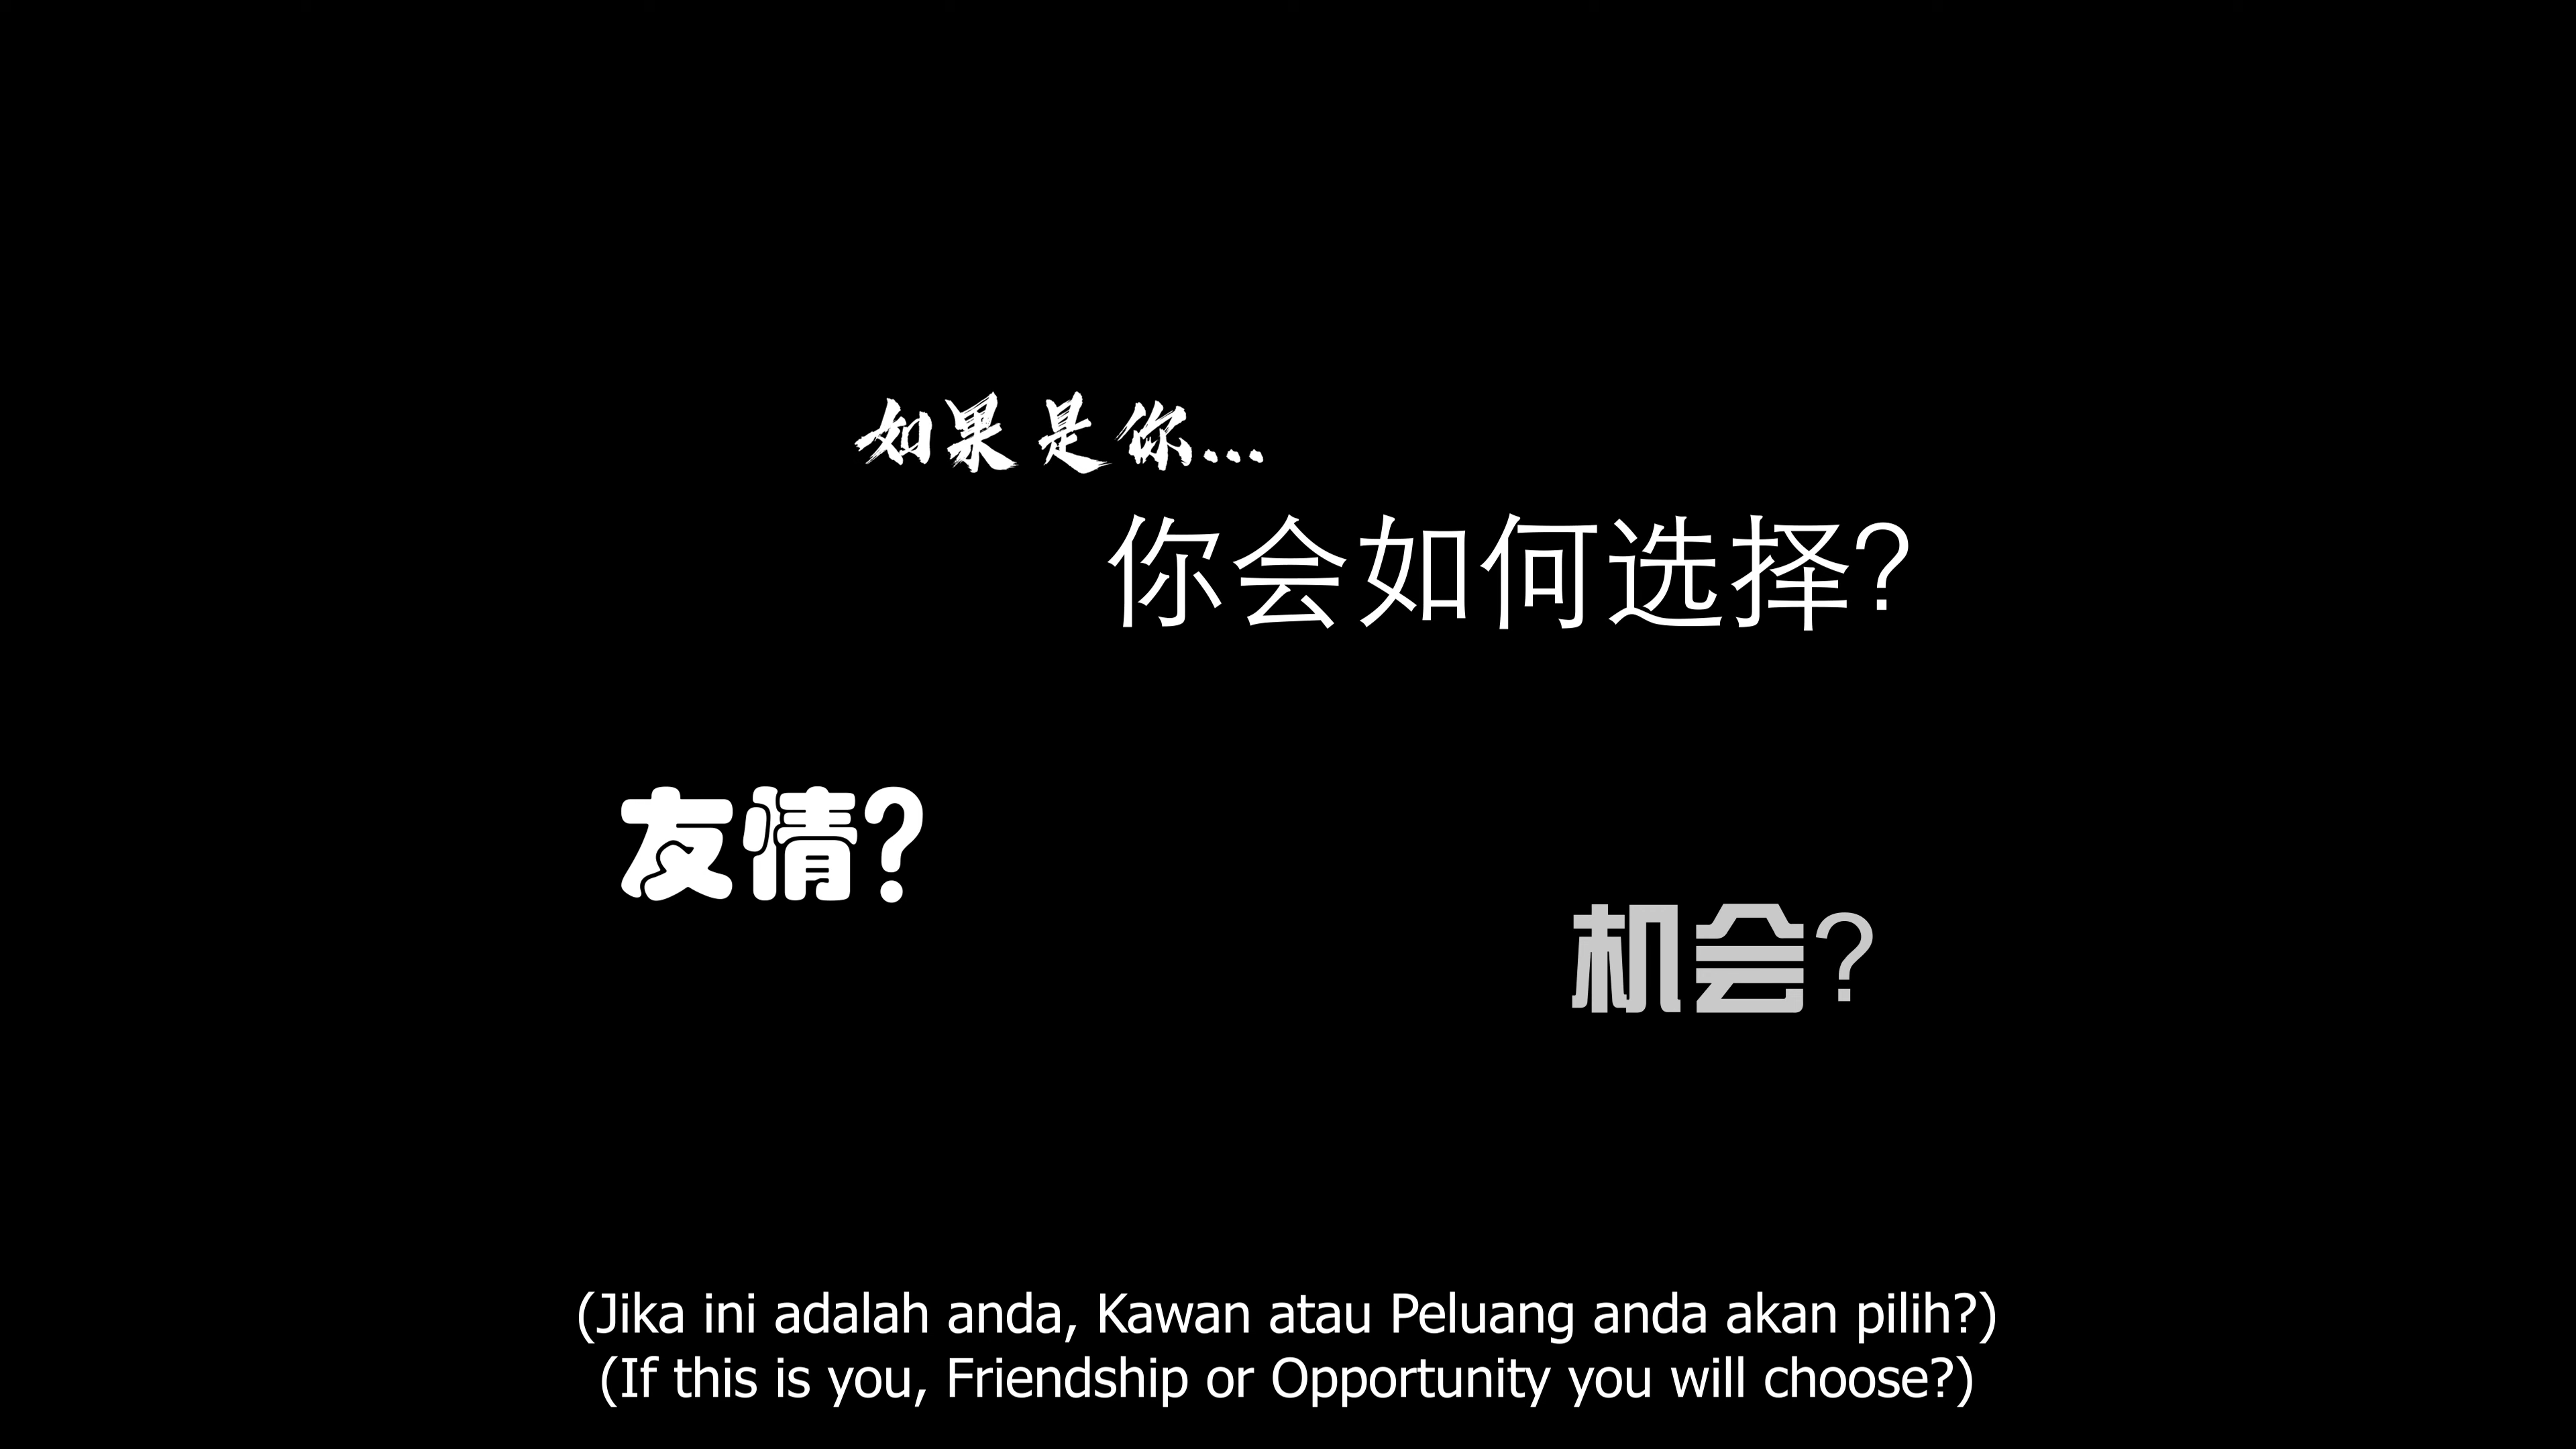 如果是你...
你会如何选择?
友情?
机会?
(Jika ini adalah anda, Kawan atau Peluang anda akan pilih?)
(If this is you, Friendship or Opportunity you will choose?)